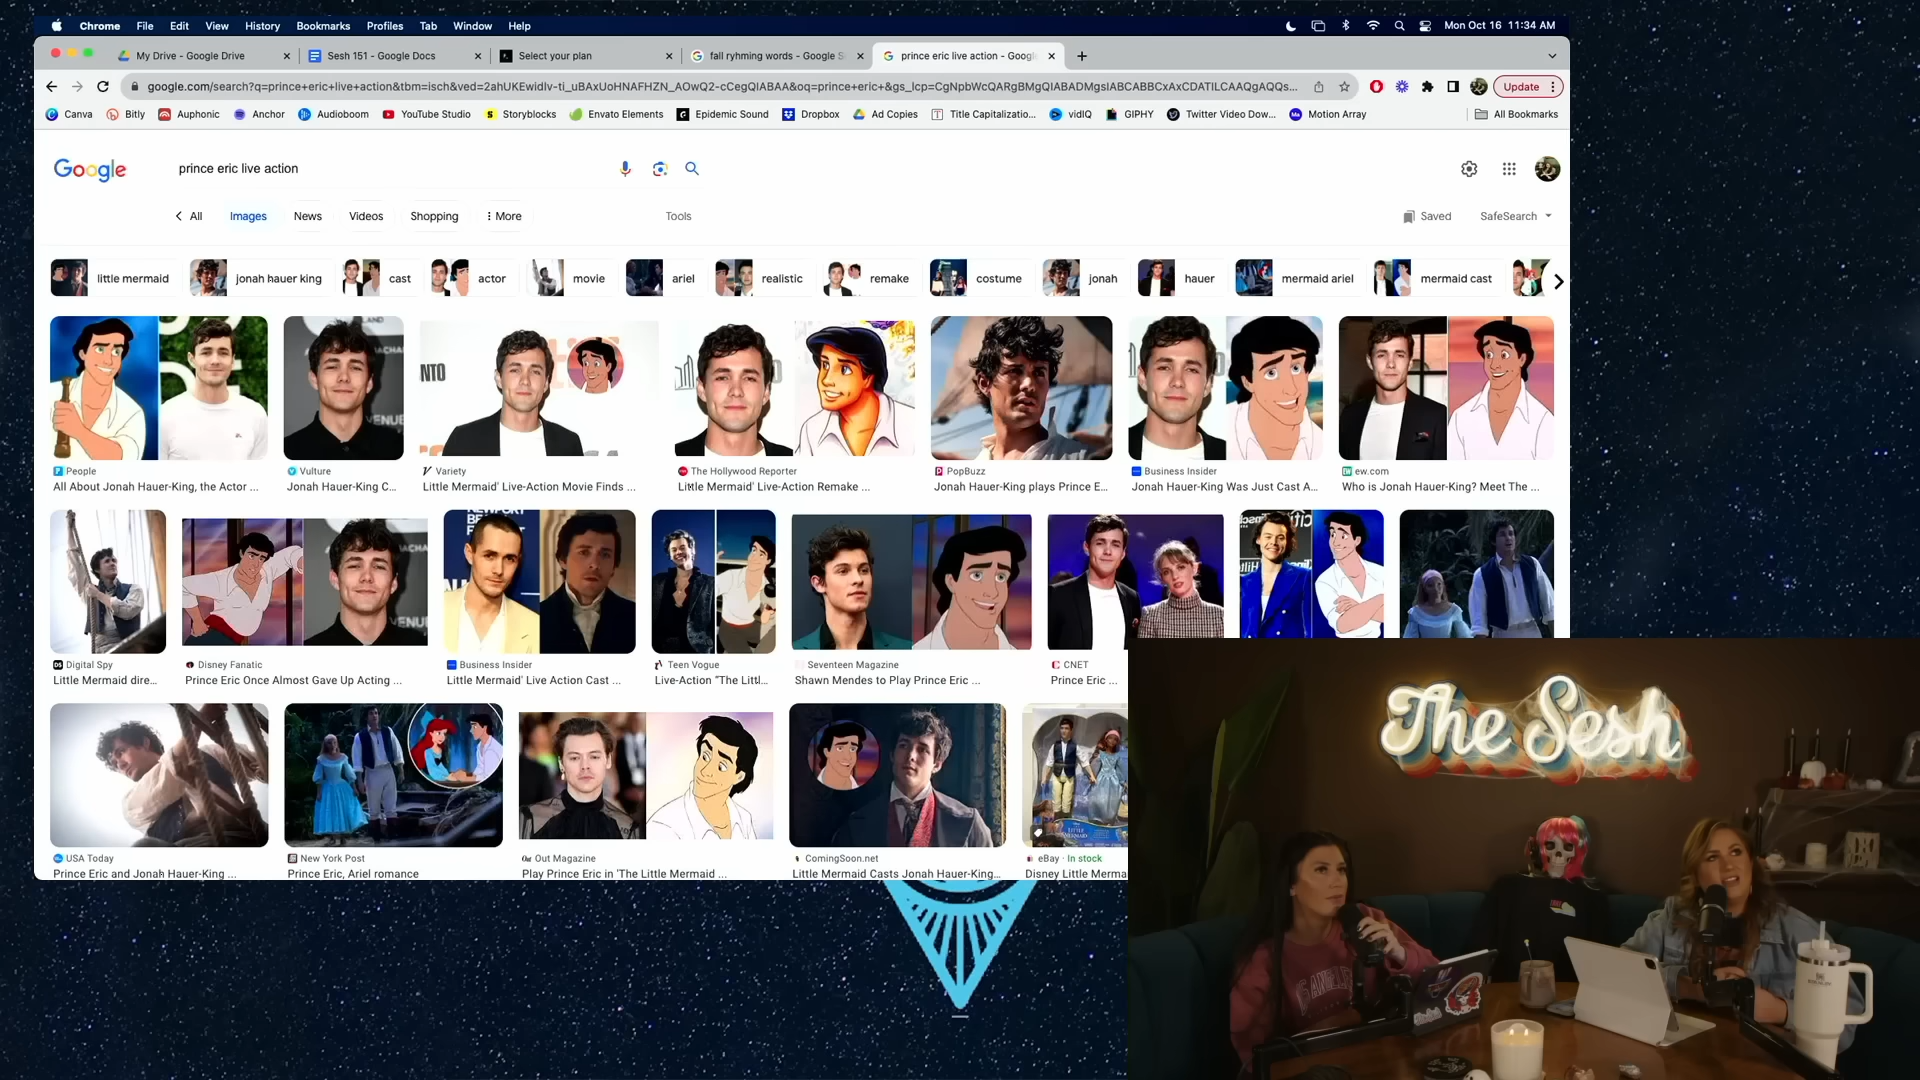 Chrome File Edit View History Bookmarks Profiles Tab Window Help
Mon Oct 16 11:34 AM
My Drive - Google Drive
Sesh 151 - Google Docs
Select your plan
fall ryhming words - Google S
prince eric live action - Goog
google.com/search?q=prince+eric+live+action&tbm=isch&ved=2ahUKEwidlv-ti_uBAxUoHNAFHZN_AOwQ2-cCegQIABAA&oq=prince+eric+&gs_lcp=CgNpbWcQARgBMgQIABADMgsIABCABBCxAxCDATILCAAQgAQQs...
Update
Canva Bitly Auphonic Anchor Audioboom YouTube Studio Storyblocks Envato Elements Epidemic Sound Dropbox Ad Copies Title Capitalizatio... vidIQ GIPHY Twitter Video Dow... Motion Array
All Bookmarks
Google
prince eric live action
All Images News Videos Shopping More
Tools
Saved SafeSearch
little mermaid jonah hauer king cast actor movie ariel realistic remake costume jonah hauer mermaid ariel mermaid cast
NTO
VENUE
People
All About Jonah Hauer-King, the Actor ...
Vulture
Jonah Hauer-King C...
Variety
Little Mermaid' Live-Action Movie Finds ...
The Hollywood Reporter
Little Mermaid' Live-Action Remake ...
PopBuzz
Jonah Hauer-King plays Prince E...
Business Insider
Jonah Hauer-King Was Just Cast A...
ew.com
Who is Jonah Hauer-King? Meet The ...
Digital Spy
Little Mermaid dire...
Disney Fanatic
Prince Eric Once Almost Gave Up Acting ...
Business Insider
Little Mermaid' Live Action Cast ...
Teen Vogue
Live-Action "The Littl...
Seventeen Magazine
Shawn Mendes to Play Prince Eric ...
CNET
Prince Eric ...
USA Today
Prince Eric and Jonah Hauer-King ...
New York Post
Prince Eric, Ariel romance
Out Magazine
Play Prince Eric in 'The Little Mermaid ...
ComingSoon.net
Little Mermaid Casts Jonah Hauer-King...
eBay · In stock
Disney Little Merma
The Sesh